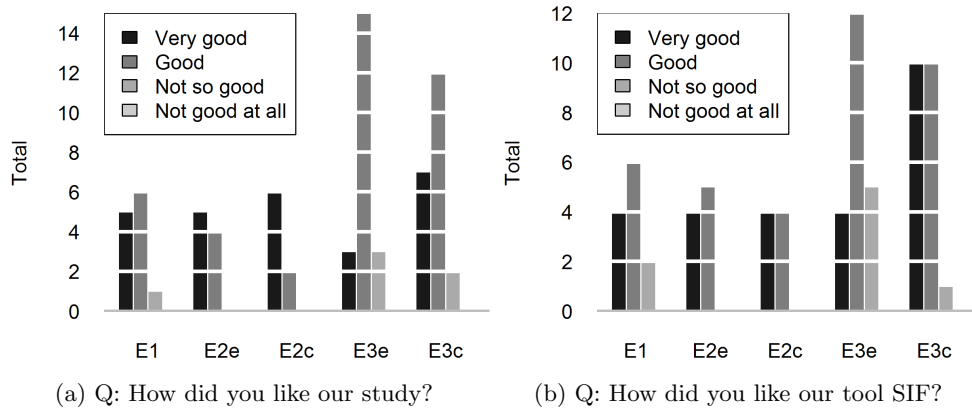 14
12
10
8
6
4
2
0
Total
Very good
Good
Not so good
Not good at all
E1 E2e E2c E3e E3c
(a) Q: How did you like our study?
12
10
8
6
4
2
0
Total
Very good
Good
Not so good
Not good at all
E1 E2e E2c E3e E3c
(b) Q: How did you like our tool SIF?